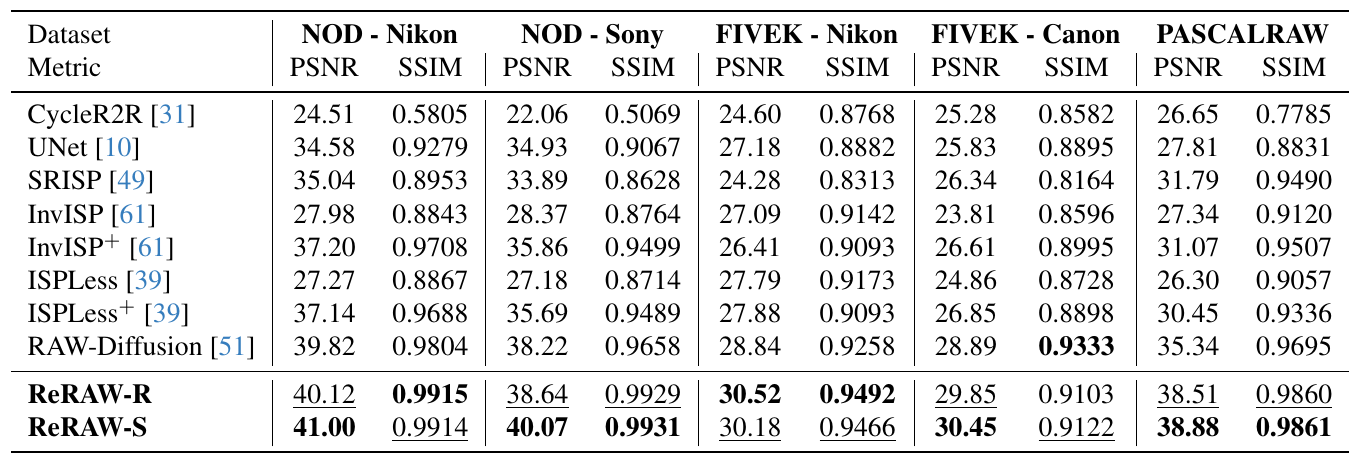 Dataset NOD - Nikon NOD - Sony FIVEK - Nikon FIVEK - Canon PASCALRAW
Metric PSNR SSIM PSNR SSIM PSNR SSIM PSNR SSIM PSNR SSIM
CycleR2R [31] 24.51 0.5805 22.06 0.5069 24.60 0.8768 25.28 0.8582 26.65 0.7785
UNet [10] 34.58 0.9279 34.93 0.9067 27.18 0.8882 25.83 0.8895 27.81 0.8831
SRISP [49] 35.04 0.8953 33.89 0.8628 24.28 0.8313 26.34 0.8164 31.79 0.9490
InvISP [61] 27.98 0.8843 28.37 0.8764 27.09 0.9142 23.81 0.8596 27.34 0.9120
InvISP+ [61] 37.20 0.9708 35.86 0.9499 26.41 0.9093 26.61 0.8995 31.07 0.9507
ISPLess [39] 27.27 0.8867 27.18 0.8714 27.79 0.9173 24.86 0.8728 26.30 0.9057
ISPLess+ [39] 37.14 0.9688 35.69 0.9489 27.88 0.9093 26.85 0.8898 30.45 0.9336
RAW-Diffusion [51] 39.82 0.9804 38.22 0.9658 28.84 0.9258 28.89 0.9333 35.34 0.9695
ReRAW-R 40.12 0.9915 38.64 0.9929 30.52 0.9492 29.85 0.9103 38.51 0.9860
ReRAW-S 41.00 0.9914 40.07 0.9931 30.18 0.9466 30.45 0.9122 38.88 0.9861